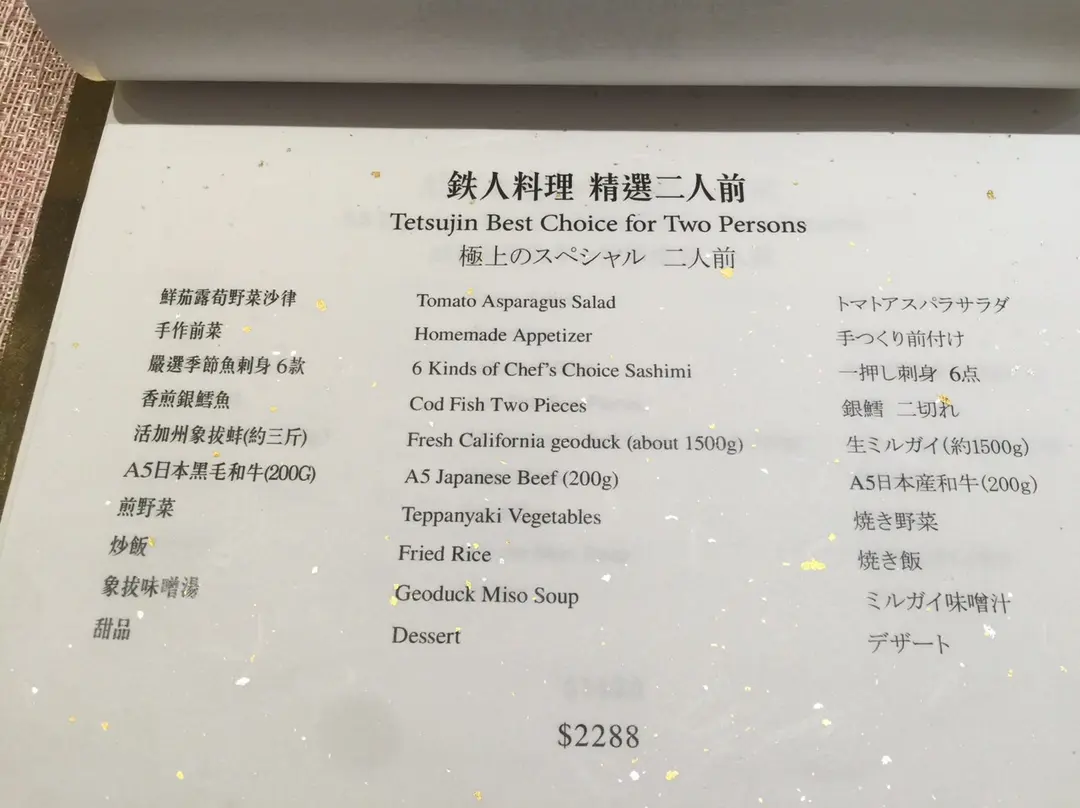 鉄人料理 精選二人前
Tetsujin Best Choice for Two Persons
極上のスペシャル 二人前
鮮茄露荀野菜沙律 Tomato Asparagus Salad トマトアスパラサラダ
手作前菜 Homemade Appetizer 手つくり前付け
嚴選季節魚刺身 6款 6 Kinds of Chef's Choice Sashimi 一押し刺身 6点
香煎銀鱈魚 Cod Fish Two Pieces 銀鱈 二切れ
活加州象拔蚌(約三斤) Fresh California geoduck (about 1500g) 生ミルガイ(約1500g)
A5日本黑毛和牛(200G) A5 Japanese Beef (200g) A5日本産和牛(200g)
煎野菜 Teppanyaki Vegetables 焼き野菜
炒飯 Fried Rice 焼き飯
象拔味噌湯 Geoduck Miso Soup ミルガイ味噌汁
甜品 Dessert デザート
$2288